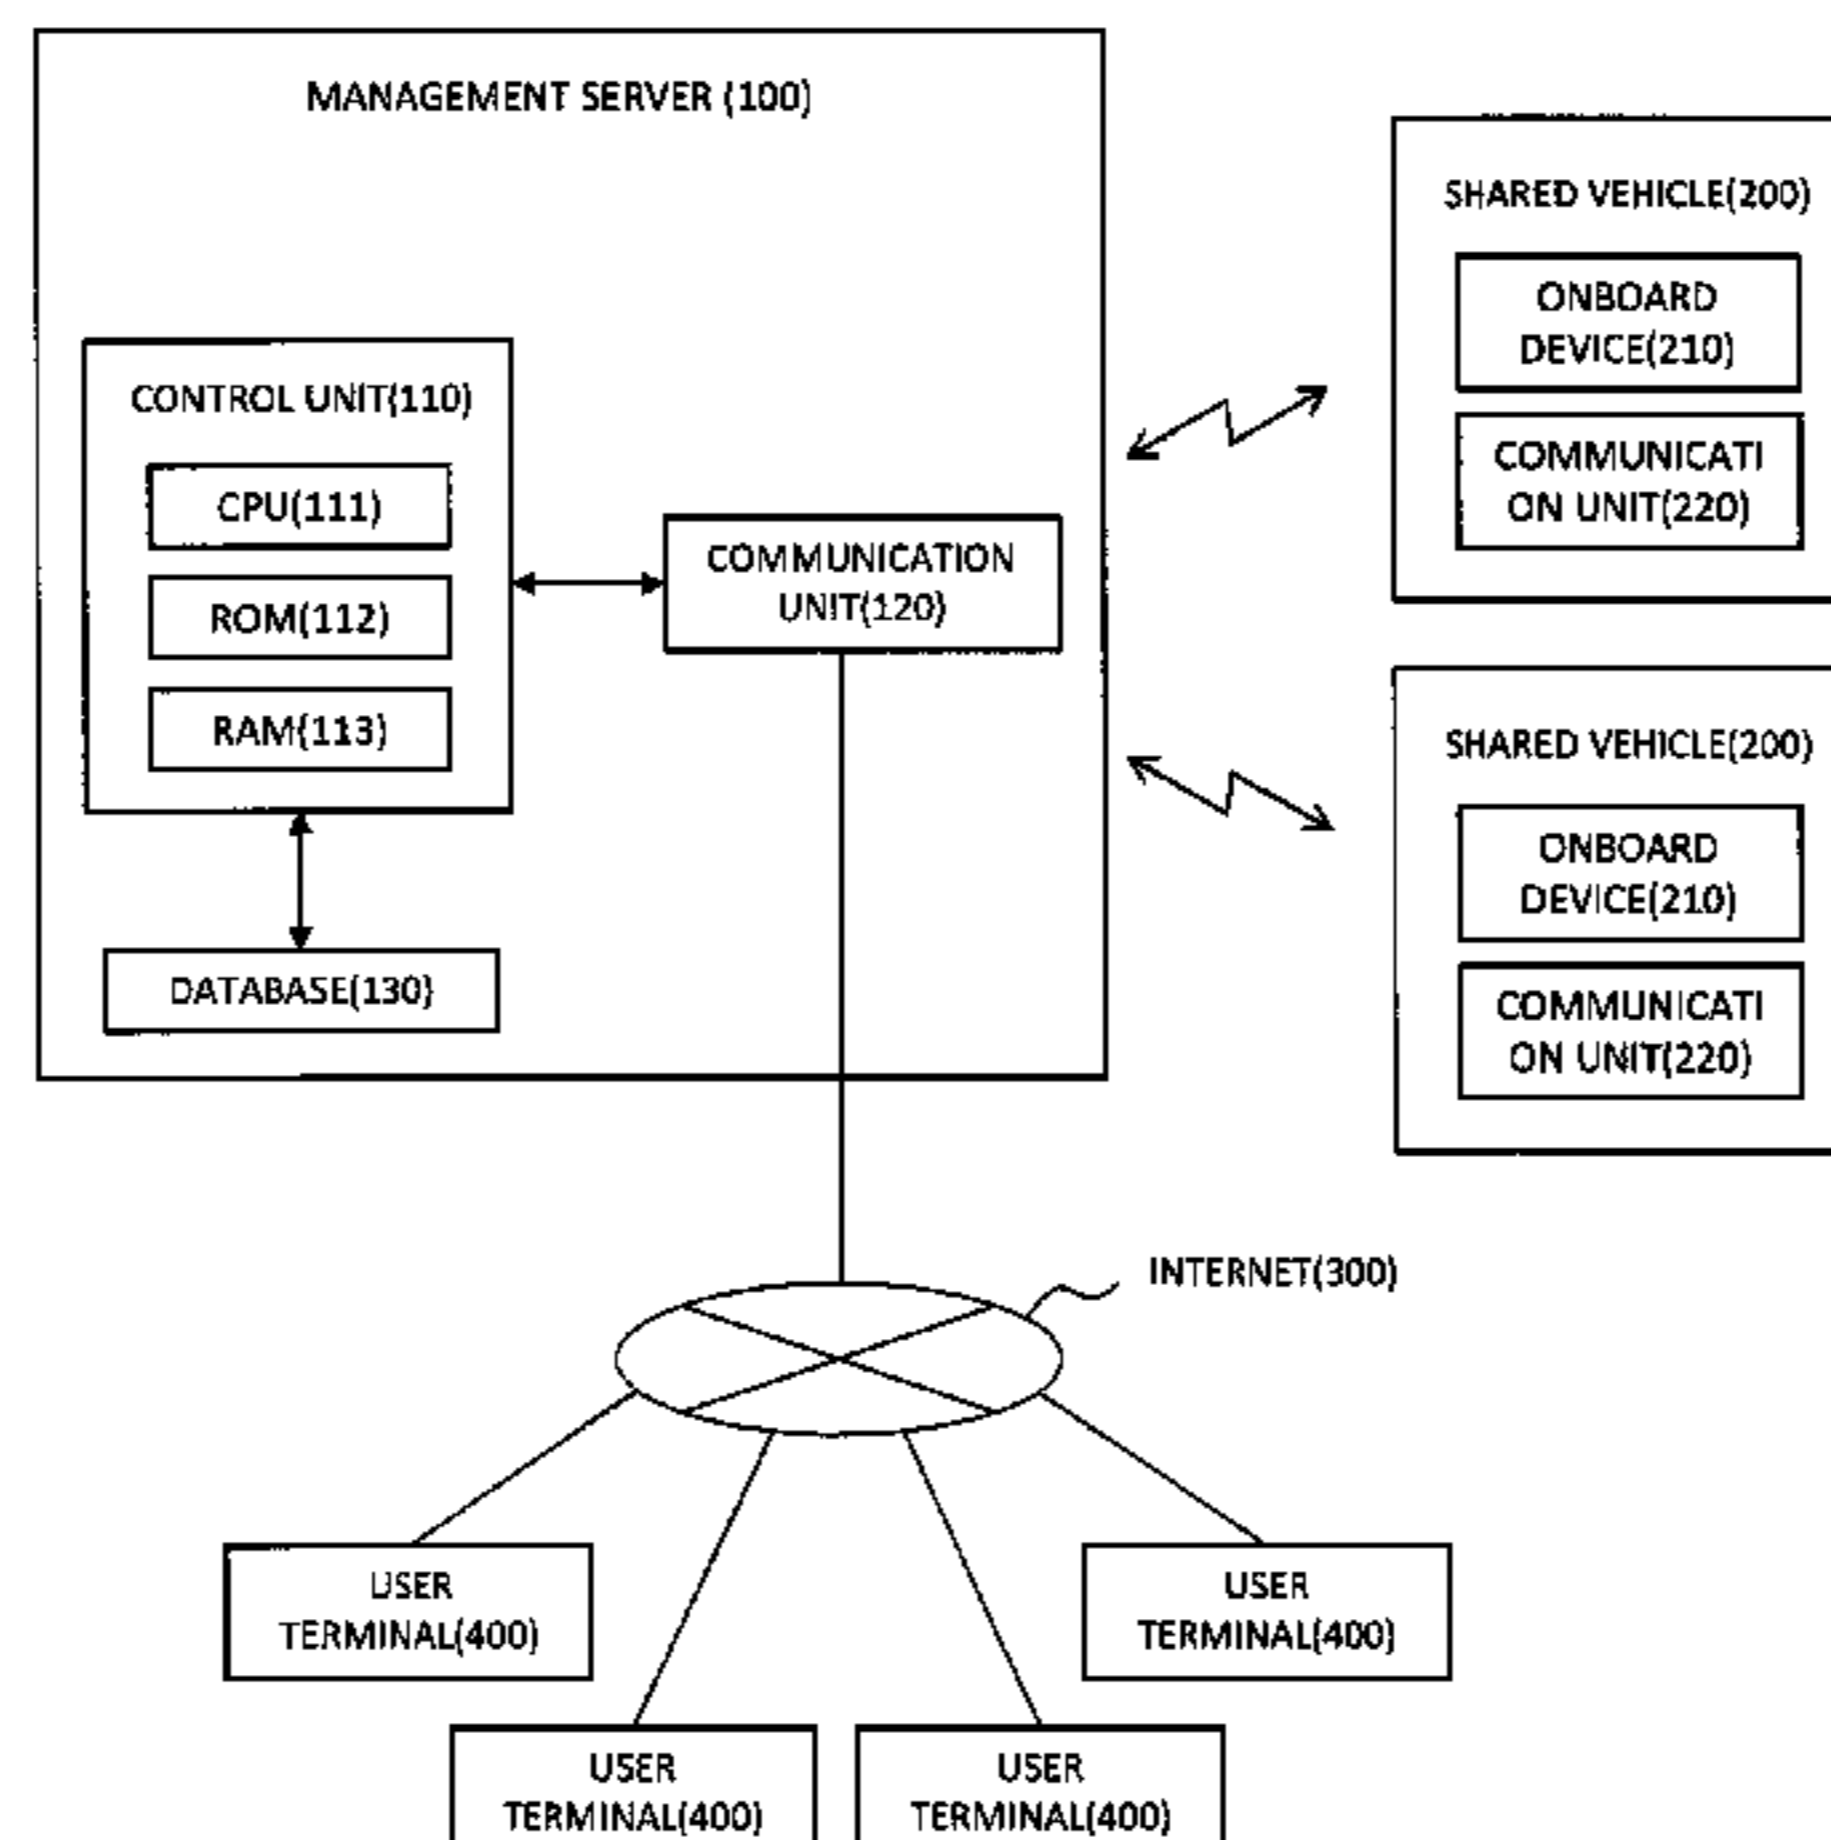 MANAGEMENT SERVER (100)
CONTROL UNIT(110)
CPU(111)
ROM(112)
RAM(113)
COMMUNICATION
UNIT(120)
DATABASE(130)
SHARED VEHICLE(200)
ONBOARD
DEVICE(210)
COMMUNICATI
ON UNIT(220)
SHARED VEHICLE(200)
ONBOARD
DEVICE(210)
COMMUNICATI
ON UNIT(220)
INTERNET(300)
USER
TERMINAL(400)
USER
TERMINAL(400)
USER
TERMINAL(400)
USER
TERMINAL(400)